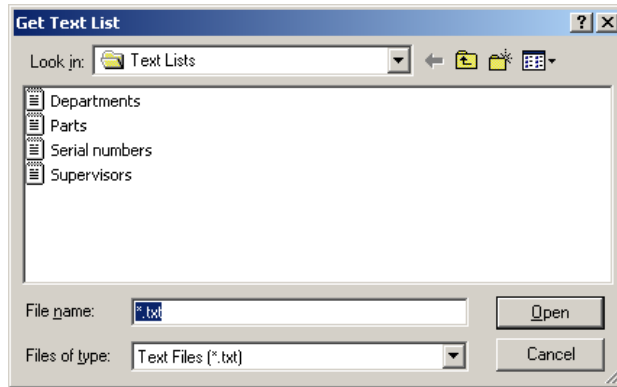 Get Text List
Look in: Text Lists
Departments
Parts
Serial numbers
Supervisors
File name: *.txt Open
Files of type: Text Files (*.txt) Cancel